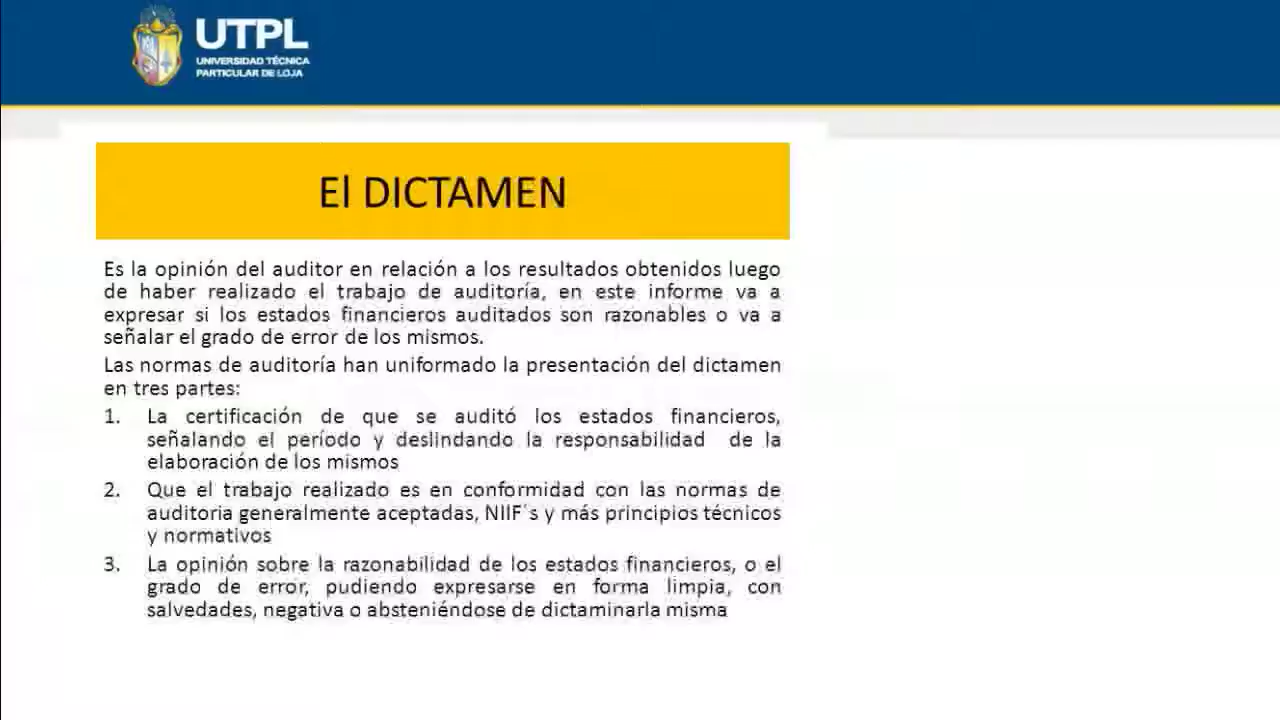 UTPL
UNIVERSIDAD TÉCNICA
PARTICULAR DE LOJA
El DICTAMEN
Es la opinión del auditor en relación a los resultados obtenidos luego
de haber realizado el trabajo de auditoría, en este informe va a
expresar si los estados financieros auditados son razonables o va a
señalar el grado de error de los mismos.
Las normas de auditoría han uniformado la presentación del dictamen
en tres partes:
1. La certificación de que se auditó los estados financieros,
señalando el período y deslindando la responsabilidad de la
elaboración de los mismos
2. Que el trabajo realizado es en conformidad con las normas de
auditoria generalmente aceptadas, NIIF´s y más principios técnicos
y normativos
3. La opinión sobre la razonabilidad de los estados financieros, o el
grado de error, pudiendo expresarse en forma limpia, con
salvedades, negativa o absteniéndose de dictaminarla misma